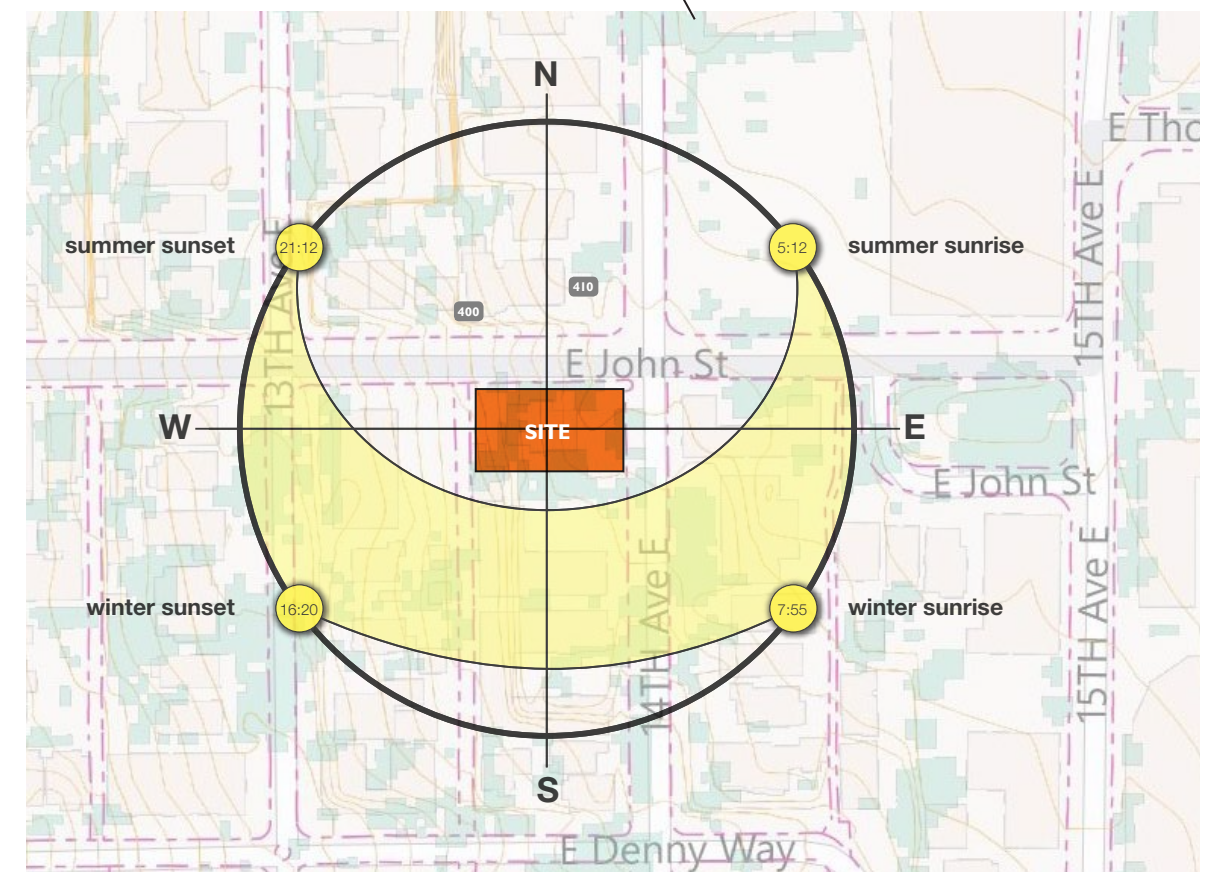 N
E Tho
summer sunset
21:12
5:12
summer sunrise
13TH Ave E
15TH Ave E
410
400
E John St
W
SITE
E
E John St
winter sunset
16:20
7:55
winter sunrise
14TH Ave E
15TH Ave E
S
E Denny Way